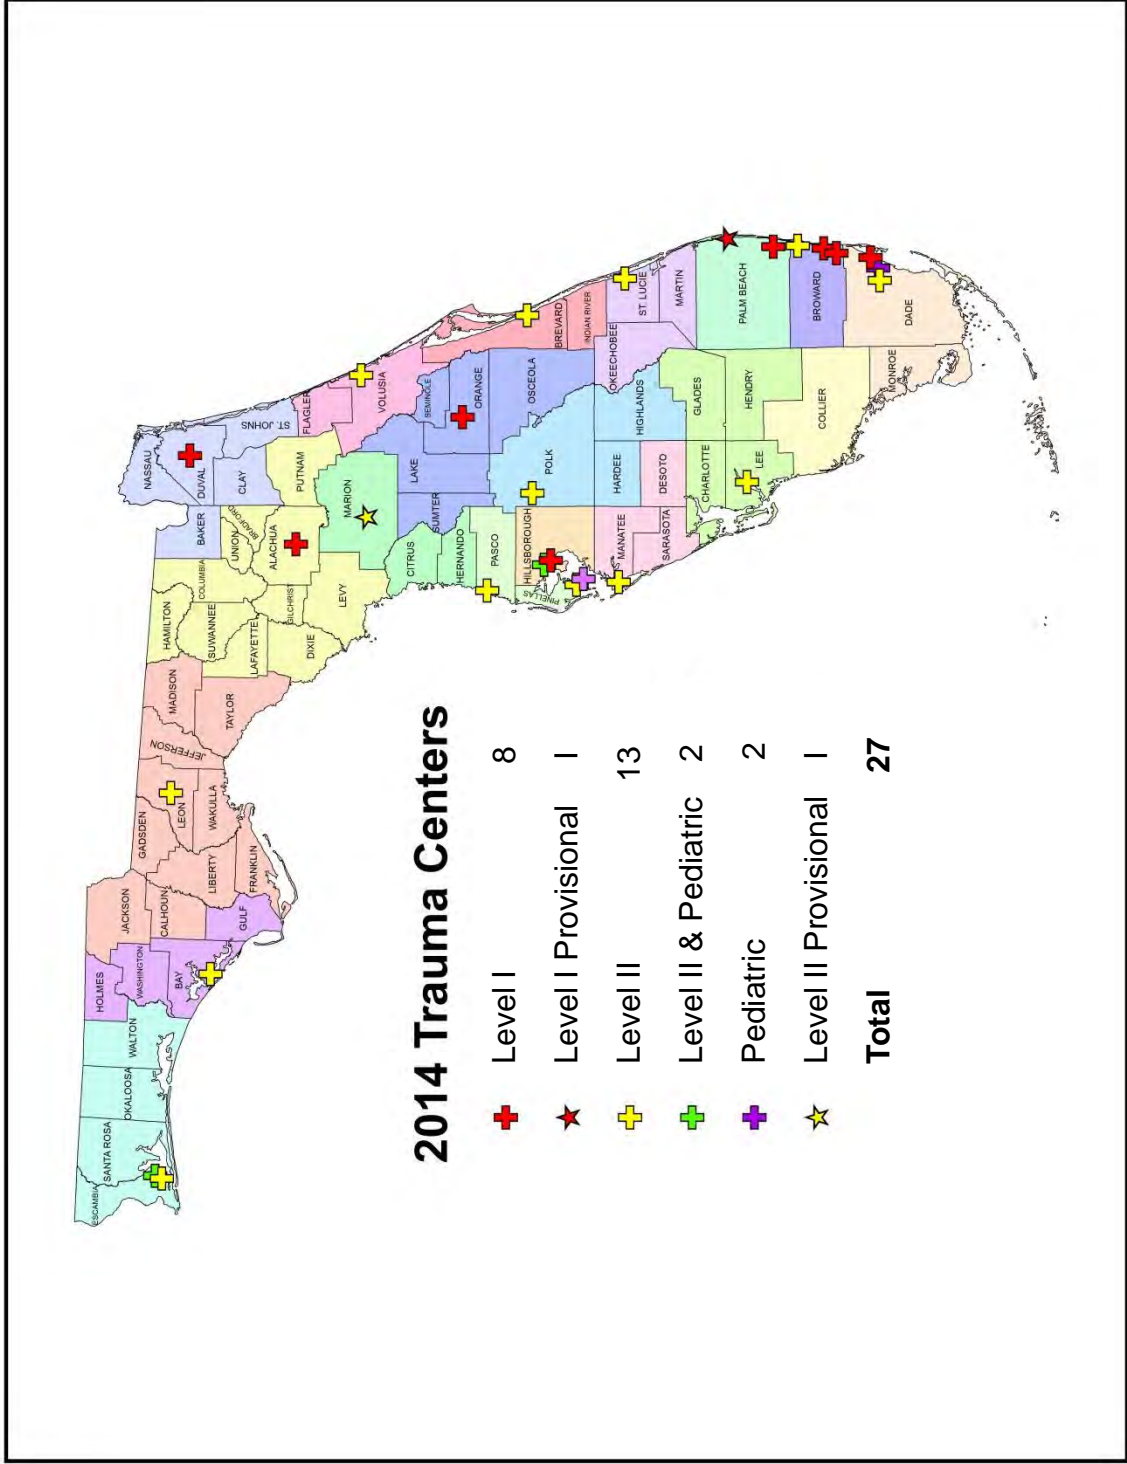 2014 Trauma Centers
Level I 8
Level I Provisional I
Level II 13
Level II & Pediatric 2
Pediatric 2
Level II Provisional I
Total 27
ESCAMBIA
SANTA ROSA
OKALOOSA
WALTON
HOLMES
WASHINGTON
BAY
JACKSON
CALHOUN
GULF
GADSDEN
LIBERTY
FRANKLIN
LEON
WAKULLA
JEFFERSON
MADISON
TAYLOR
HAMILTON
SUWANNEE
LAFAYETTE
DIXIE
COLUMBIA
GILCHRIST
LEVY
BAKER
UNION
BRADFORD
ALACHUA
NASSAU
DUVAL
CLAY
ST. JOHNS
PUTNAM
FLAGLER
MARION
VOLUSIA
CITRUS
SUMTER
LAKE
SEMINOLE
ORANGE
HERNANDO
PASCO
HILLSBOROUGH
PINELLAS
POLK
OSCEOLA
BREVARD
INDIAN RIVER
MANATEE
HARDEE
HIGHLANDS
OKEECHOBEE
ST. LUCIE
SARASOTA
DESOTO
MARTIN
CHARLOTTE
GLADES
PALM BEACH
LEE
HENDRY
COLLIER
BROWARD
MONROE
DADE